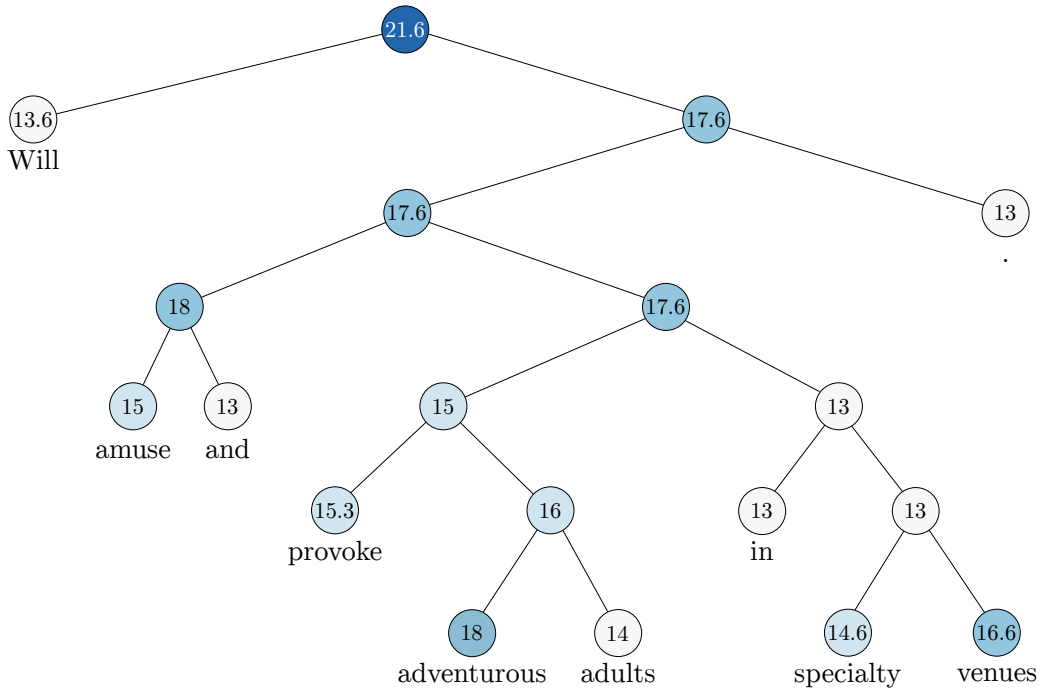 21.6
13.6
17.6
Will
17.6
13
.
18
17.6
15
13
15
13
amuse
and
15.3
16
13
13
provoke
in
18
14
14.6
16.6
adventurous
adults
specialty
venues